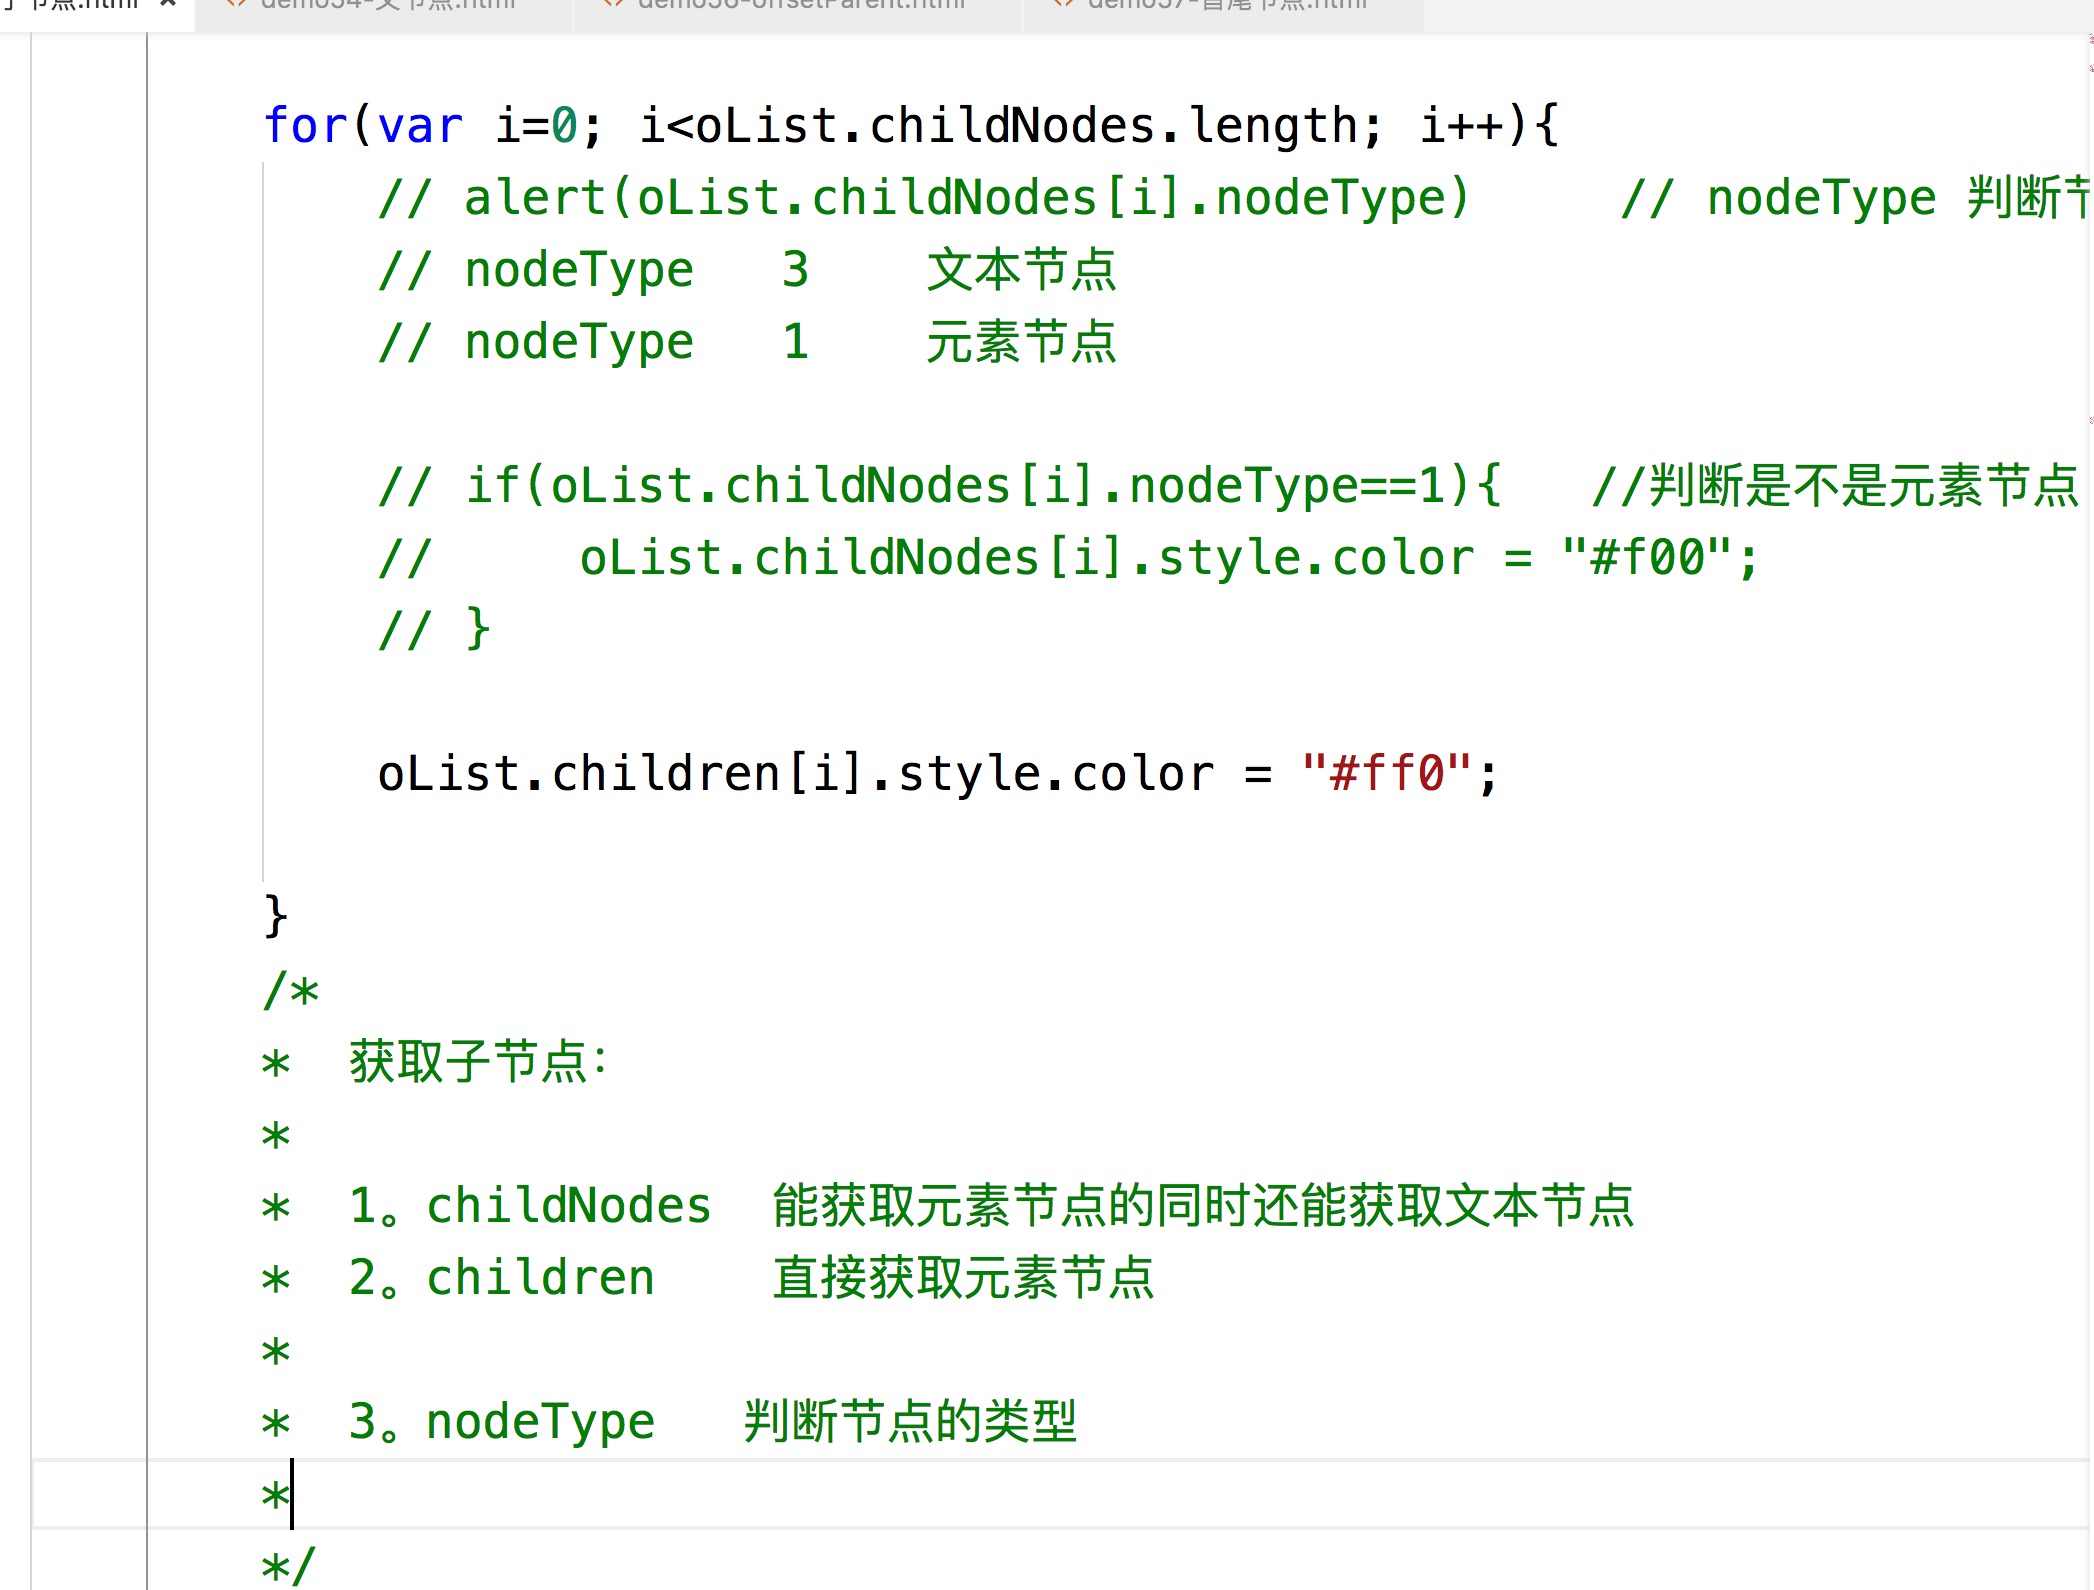 节点.html
demo34-父节点.html
demo36-offsetParent.html
demo37-首尾节点.html
for(var i=0; i<oList.childNodes.length; i++){
// alert(oList.childNodes[i].nodeType) // nodeType 判断节
// nodeType 3 文本节点
// nodeType 1 元素节点
// if(oList.childNodes[i].nodeType==1){ //判断是不是元素节点
// oList.childNodes[i].style.color = "#f00";
// }
oList.children[i].style.color = "#ff0";
}
/*
* 获取子节点:
*
* 1。childNodes 能获取元素节点的同时还能获取文本节点
* 2。children 直接获取元素节点
*
* 3。nodeType 判断节点的类型
*
*/